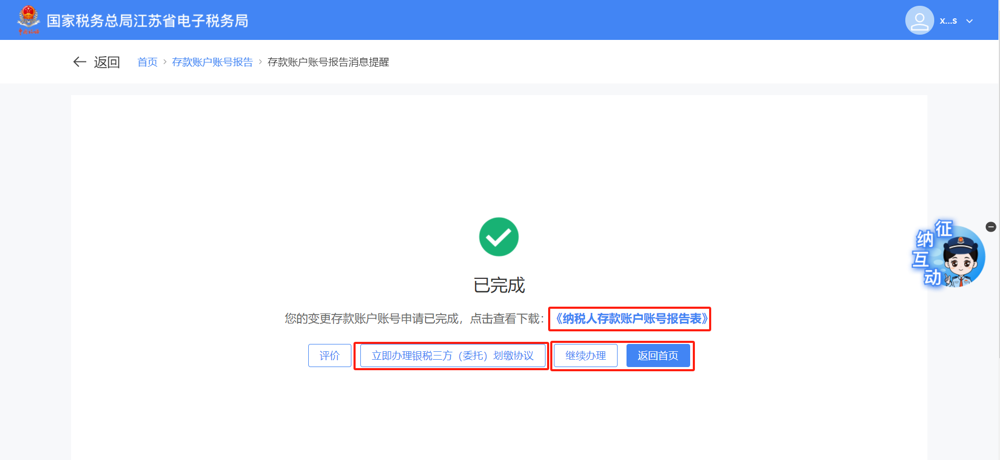 国家税务总局江苏省电子税务局
x...s
返回 首页 > 存款账户账号报告 > 存款账户账号报告消息提醒
征纳互动
已完成
您的变更存款账户账号申请已完成，点击查看下载：《纳税人存款账户账号报告表》
评价 立即办理银税三方（委托）划缴协议 继续办理 返回首页